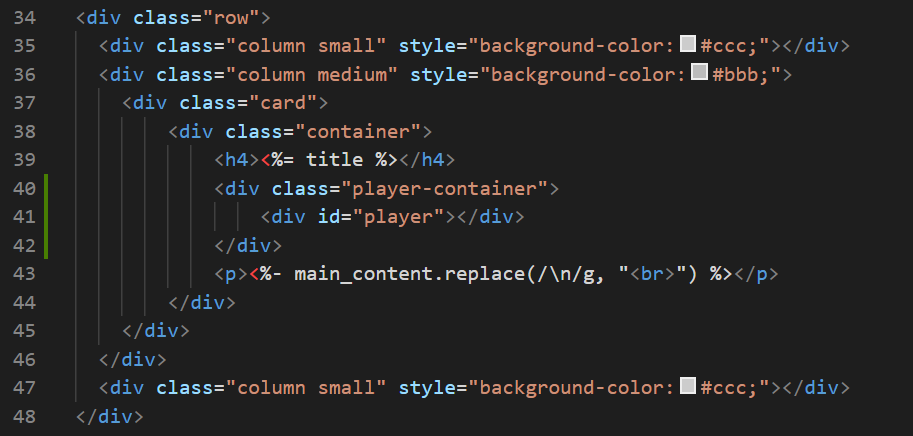 34 <div class="row">
35 <div class="column small" style="background-color:#ccc;"></div>
36 <div class="column medium" style="background-color:#bbb;">
37 <div class="card">
38 <div class="container">
39 <h4><%= title %></h4>
40 <div class="player-container">
41 <div id="player"></div>
42 </div>
43 <p><%- main_content.replace(/\n/g, "<br>") %></p>
44 </div>
45 </div>
46 </div>
47 <div class="column small" style="background-color:#ccc;"></div>
48 </div>